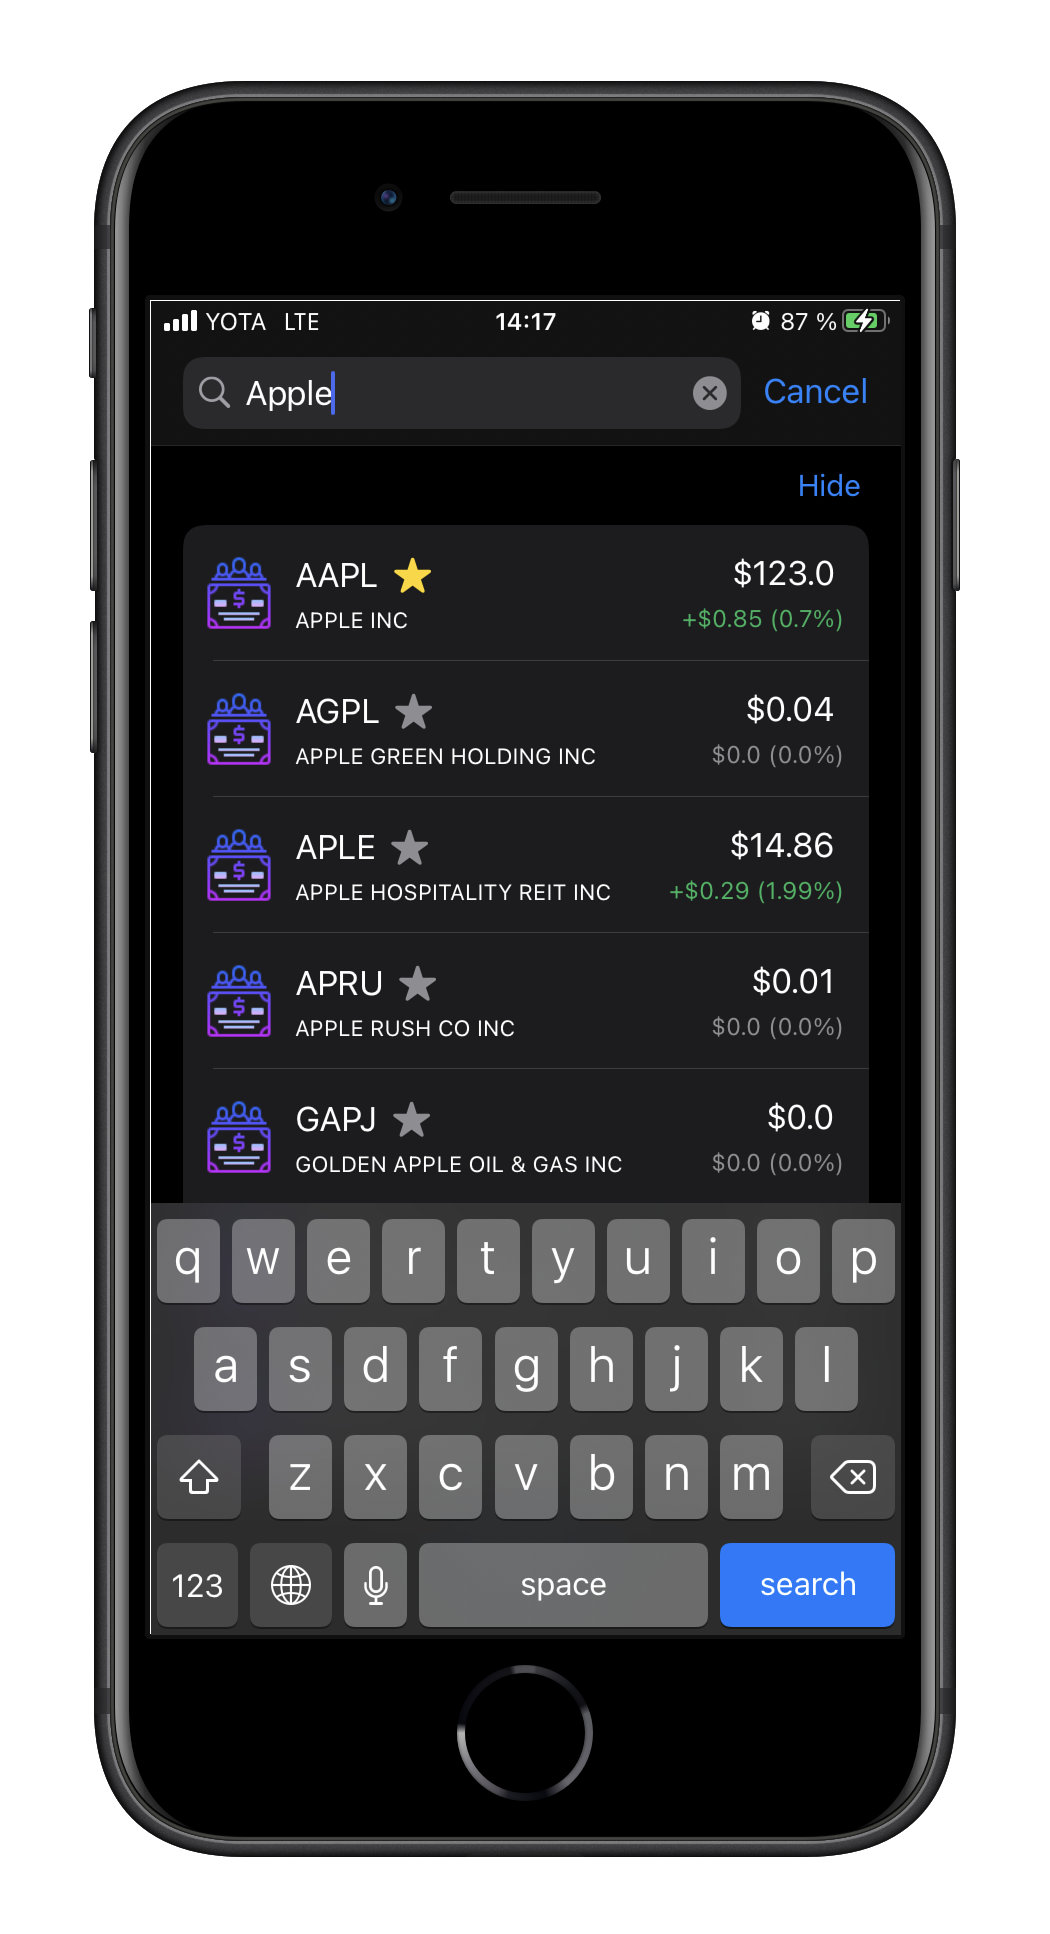 YOTA LTE 14:17 87 %
Apple Cancel
Hide
AAPL $123.0
APPLE INC +$0.85 (0.7%)
AGPL $0.04
APPLE GREEN HOLDING INC $0.0 (0.0%)
APLE $14.86
APPLE HOSPITALITY REIT INC +$0.29 (1.99%)
APRU $0.01
APPLE RUSH CO INC $0.0 (0.0%)
GAPJ $0.0
GOLDEN APPLE OIL & GAS INC $0.0 (0.0%)
q w e r t y u i o p
a s d f g h j k l
z x c v b n m
123 space search